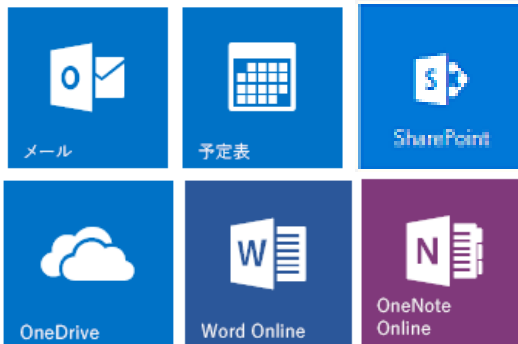 メール
予定表
SharePoint
OneDrive
Word Online
OneNote
Online